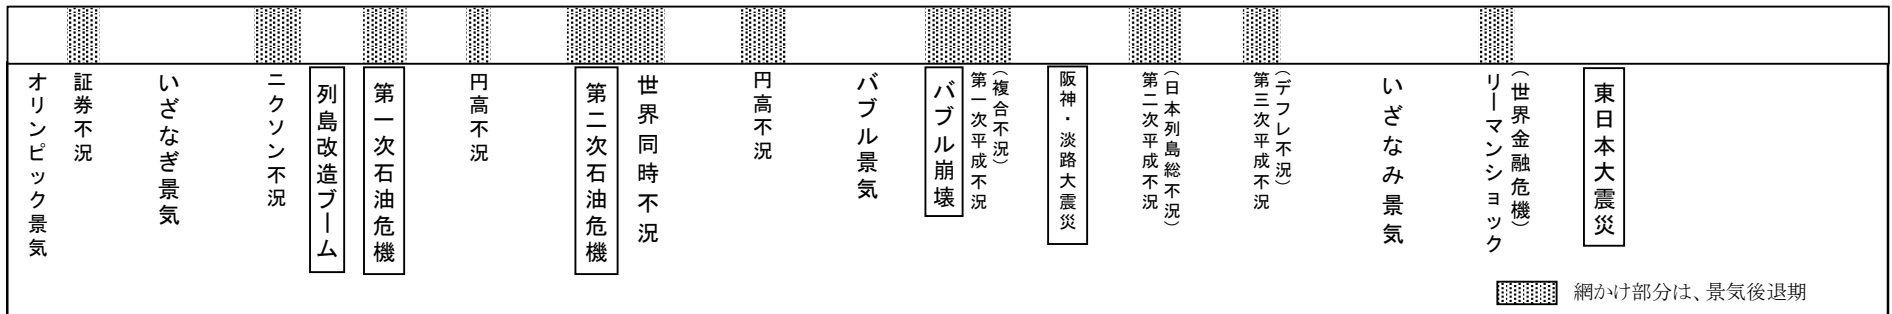 オリンピック景気
証券不況
いざなぎ景気
ニクソン不況
列島改造ブーム
第一次石油危機
円高不況
第二次石油危機
世界同時不況
円高不況
バブル景気
バブル崩壊
第一次平成不況
(複合不況)
阪神・淡路大震災
第二次平成不況
(日本列島総不況)
第三次平成不況
(デフレ不況)
いざなみ景気
リーマンショック
(世界金融危機)
東日本大震災
網かけ部分は、景気後退期